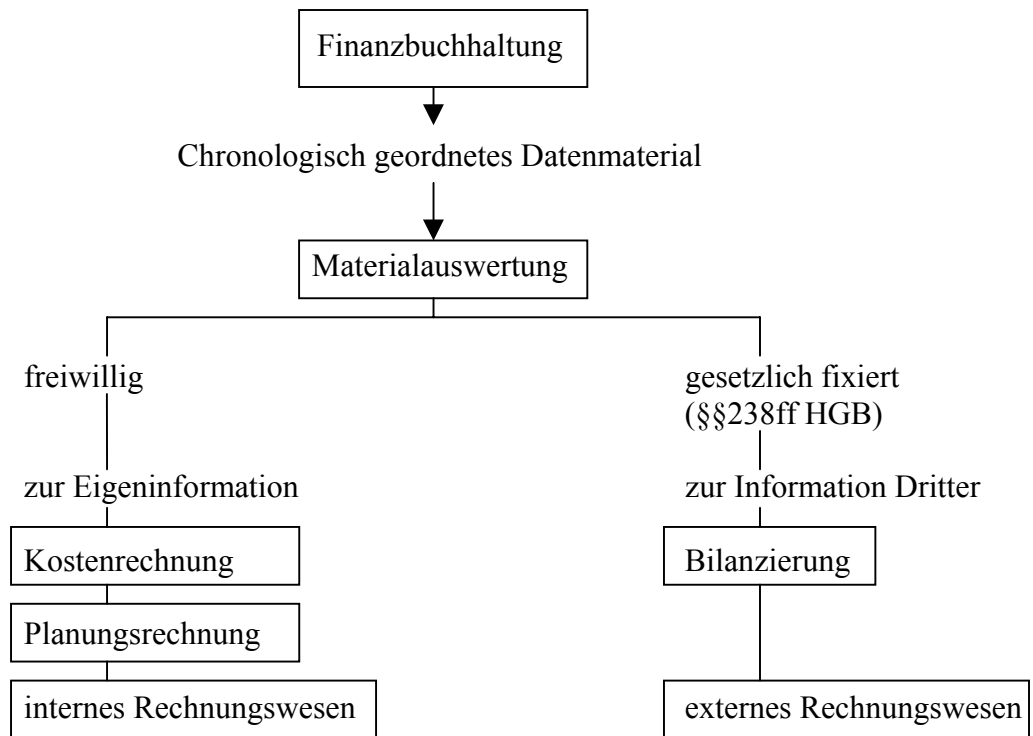 Finanzbuchhaltung
Chronologisch geordnetes Datenmaterial
Materialauswertung
freiwillig
gesetzlich fixiert
(§§238ff HGB)
zur Eigeninformation
zur Information Dritter
Kostenrechnung
Bilanzierung
Planungsrechnung
internes Rechnungswesen
externes Rechnungswesen